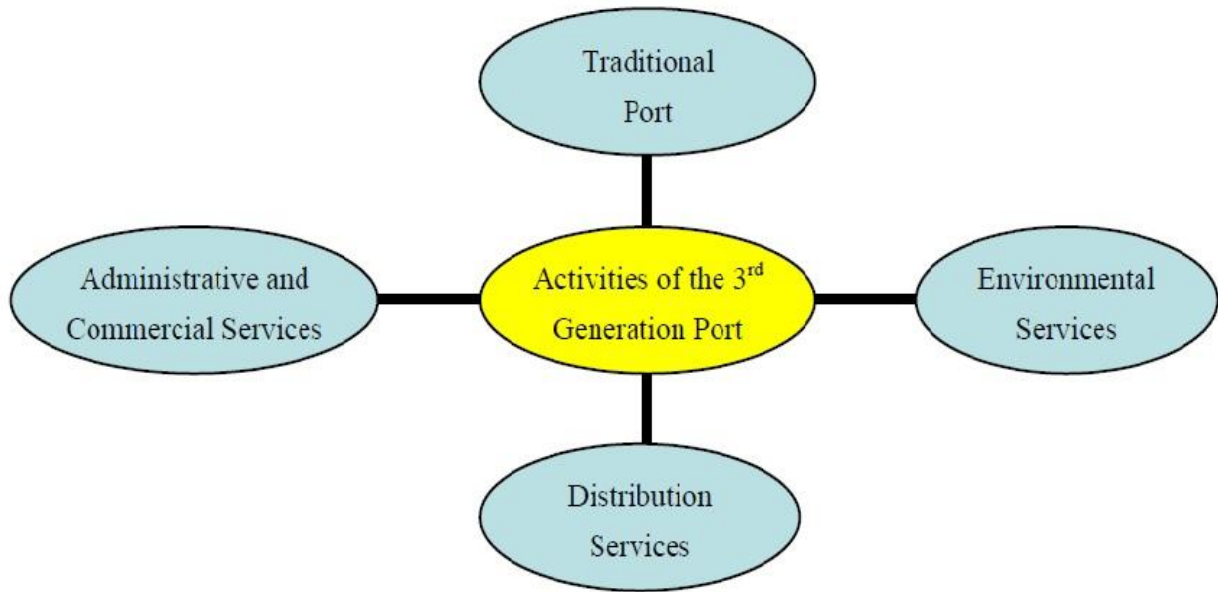 Traditional
Port
Administrative and
Commercial Services
Activities of the 3rd
Generation Port
Environmental
Services
Distribution
Services